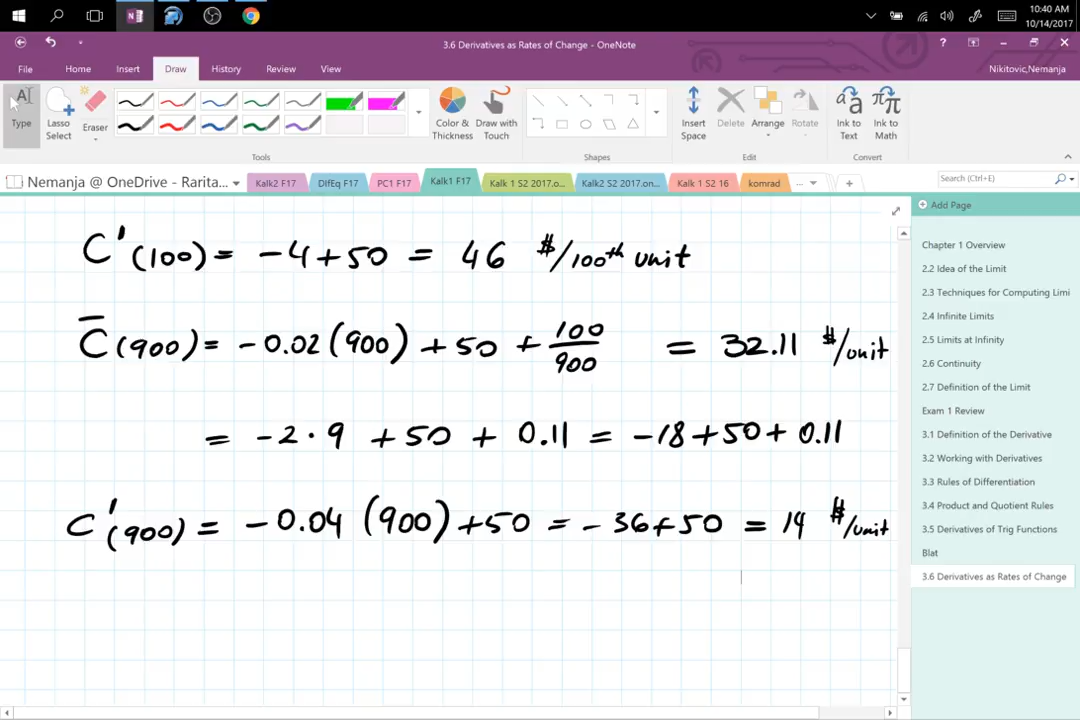 10:40 AM
10/14/2017
3.6 Derivatives as Rates of Change - OneNote
File Home Insert Draw History Review View
Nikitovic,Nemanja
Type
Lasso Select
Eraser
Color & Thickness
Draw with Touch
Insert Space
Delete
Arrange
Rotate
Ink to Text
Ink to Math
Tools
Shapes
Edit
Convert
Nemanja @ OneDrive - Rarita...
Kalk2 F17
DIfEq F17
PC1 F17
Kalk1 F17
Kalk 1 S2 2017.o...
Kalk2 S2 2017.on...
Kalk 1 S2 16
komrad
Search (Ctrl+E)
C'(100) = -4+50 = 46 $/100th unit
C̅(900) = -0.02(900) + 50 + 100/900 = 32.11 $/unit
= -2·9 + 50 + 0.11 = -18+50+0.11
C'(900) = -0.04 (900) +50 = -36+50 = 14 $/unit
Add Page
Chapter 1 Overview
2.2 Idea of the Limit
2.3 Techniques for Computing Limi
2.4 Infinite Limits
2.5 Limits at Infinity
2.6 Continuity
2.7 Definition of the Limit
Exam 1 Review
3.1 Definition of the Derivative
3.2 Working with Derivatives
3.3 Rules of Differentiation
3.4 Product and Quotient Rules
3.5 Derivatives of Trig Functions
Blat
3.6 Derivatives as Rates of Change